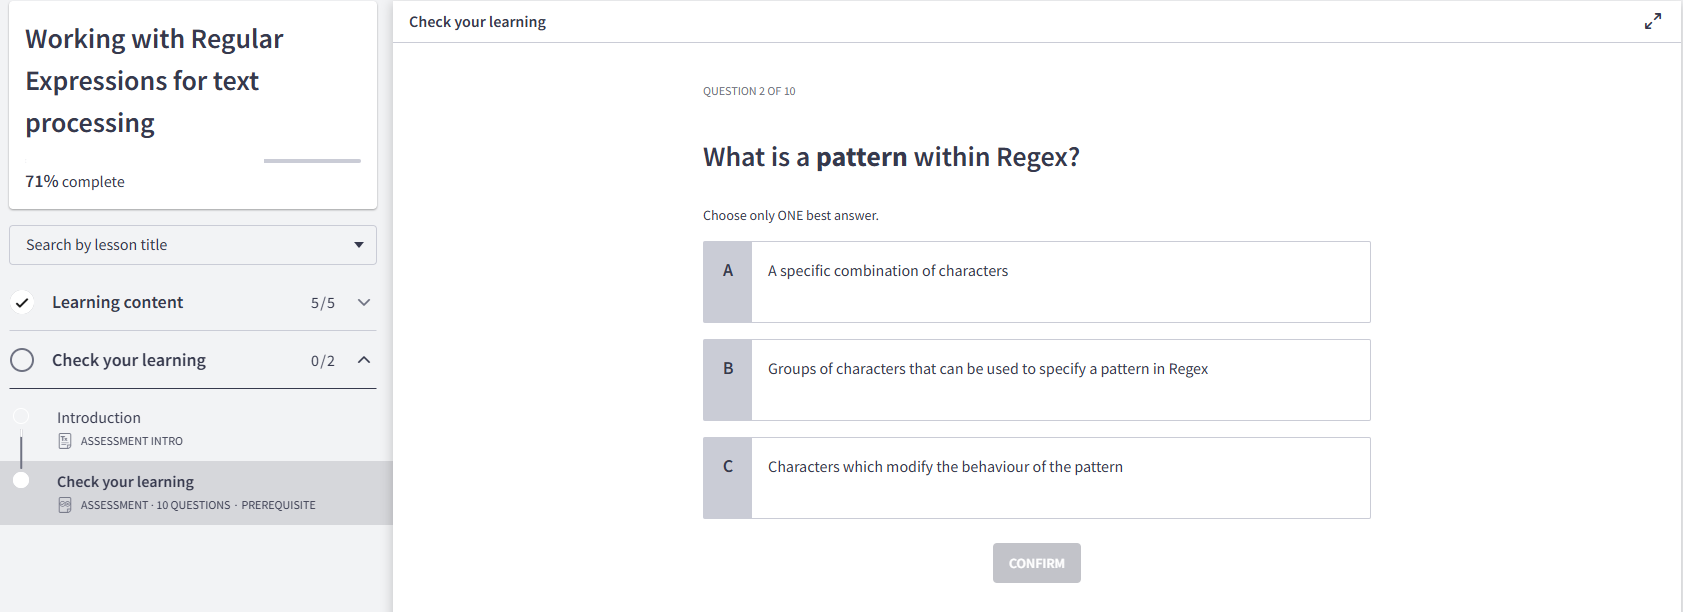 Working with Regular
Expressions for text
processing
71% complete
Search by lesson title
Learning content 5/5
Check your learning 0/2
Introduction
ASSESSMENT INTRO
Check your learning
ASSESSMENT · 10 QUESTIONS · PREREQUISITE
Check your learning
QUESTION 2 OF 10
What is a pattern within Regex?
Choose only ONE best answer.
A A specific combination of characters
B Groups of characters that can be used to specify a pattern in Regex
C Characters which modify the behaviour of the pattern
CONFIRM